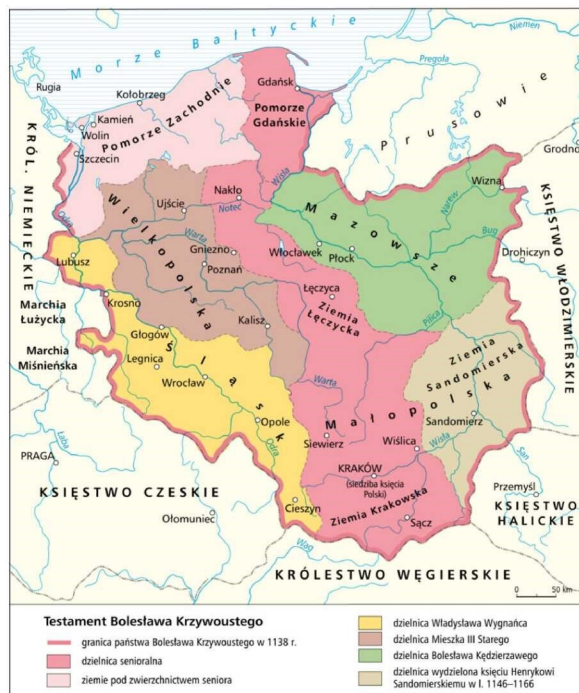 Morze Bałtyckie
Rugia
Kołobrzeg
Kamień
Wolin
Szczecin
Pomorze Zachodnie
Gdańsk
Pomorze
Gdańskie
Prusowie
Pregoła
Niemen
Grodno
KRÓL. NIEMIECKIE
Odra
Ujście
Nakło
Noteć
Wisła
Wizna
Narew
Mazowsze
Bug
Drohiczyn
KSIĘSTWO WŁODZIMIERSKIE
Wielkopolska
Warta
Gniezno
Poznań
Włocławek
Płock
Lubusz
Krosno
Łęczyca
Ziemia
Łęczycka
Pilica
Marchia
Łużycka
Głogów
Kalisz
Marchia
Miśnieńska
Legnica
Śląsk
Wrocław
Warta
Ziemia
Sandomierska
Małopolska
Sandomierz
Opole
Odra
Siewierz
Wiślica
Wisła
San
Łaba
PRAGA
KRAKÓW
(siedziba księcia
Polski)
Przemyśl
KSIĘSTWO CZESKIE
KSIĘSTWO
HALICKIE
Cieszyn
Ziemia Krakowska
Sącz
Ołomuniec
Wag
KRÓLESTWO WĘGIERSKIE
0 50 km
Testament Bolesława Krzywoustego
granica państwa Bolesława Krzywoustego w 1138 r.
dzielnica senioralna
ziemie pod zwierzchnictwem seniora
dzielnica Władysława Wygnańca
dzielnica Mieszka III Starego
dzielnica Bolesława Kędzierzawego
dzielnica wydzielona księciu Henrykowi
Sandomierskiemu w l. 1146–1166